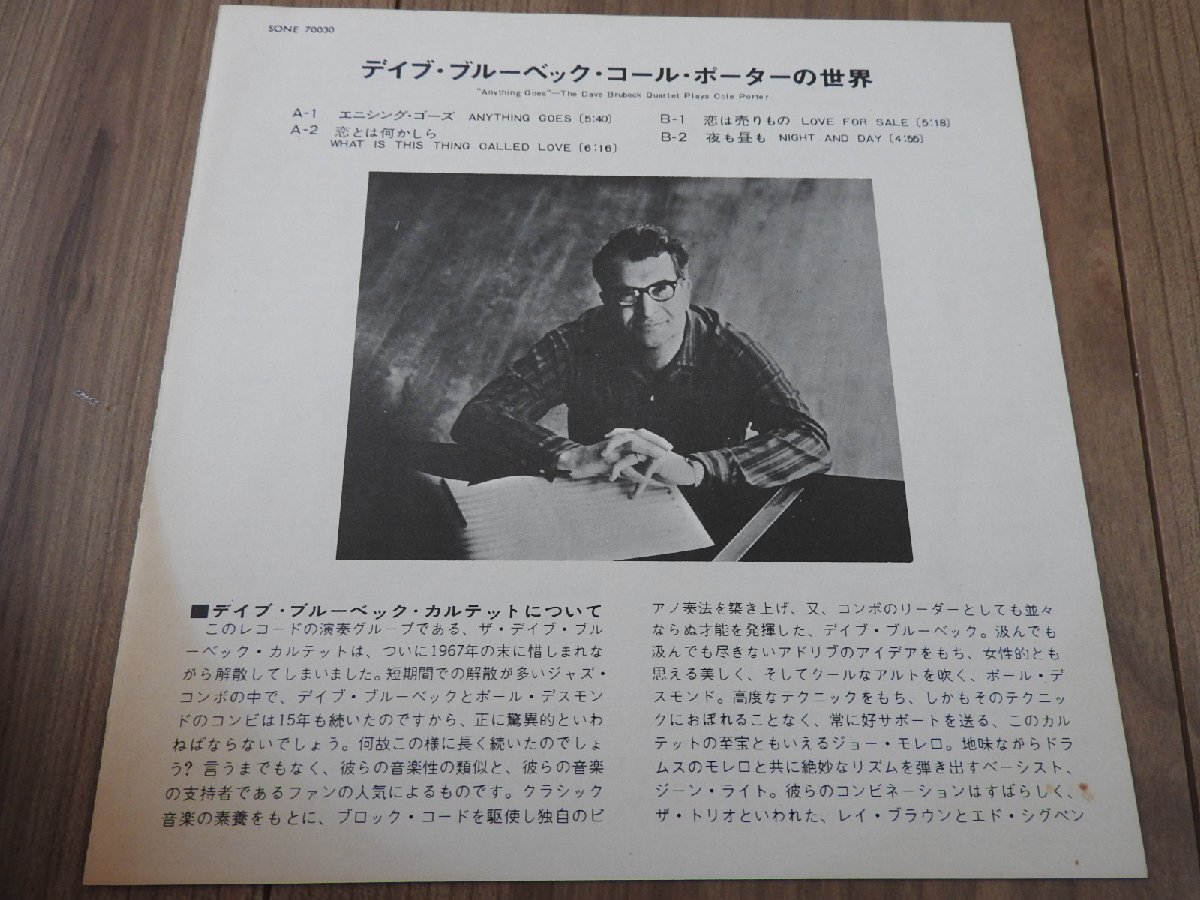 SONE 70030
デイブ・ブルーベック・コール・ポーターの世界
"Anything Goes"—The Dave Brubeck Quartet Plays Cole Porter
A-1 エニシング・ゴーズ ANYTHING GOES〔5:40〕
A-2 恋とは何かしら
WHAT IS THIS THING CALLED LOVE〔6:16〕
B-1 恋は売りもの LOVE FOR SALE〔5:18〕
B-2 夜も昼も NIGHT AND DAY〔4:55〕
■デイブ・ブルーベック・カルテットについて
このレコードの演奏グループである、ザ・デイブ・ブル
ーベック・カルテットは、ついに1967年の末に惜しまれな
がら解散してしまいました。短期間での解散が多いジャズ・
コンボの中で、デイブ・ブルーベックとポール・デスモン
ドのコンビは15年も続いたのですから、正に驚異的といわ
ねばならないでしょう。何故この様に長く続いたのでしょ
う? 言うまでもなく、彼らの音楽性の類似と、彼らの音楽
の支持者であるファンの人気によるものです。クラシック
音楽の素養をもとに、ブロック・コードを駆使し独自のピ
アノ奏法を築き上げ、又、コンボのリーダーとしても並々
ならぬ才能を発揮した、デイブ・ブルーベック。汲んでも
汲んでも尽きないアドリブのアイデアをもち、女性的とも
思える美しく、そしてクールなアルトを吹く、ポール・デ
スモンド。高度なテクニックをもち、しかもそのテクニッ
クにおぼれることなく、常に好サポートを送る、このカル
テットの至宝ともいえるジョー・モレロ。地味ながらドラ
ムスのモレロと共に絶妙なリズムを弾き出すベーシスト、
ジーン・ライト。彼らのコンビネーションはすばらしく、
ザ・トリオといわれた、レイ・ブラウンとエド・シグペン